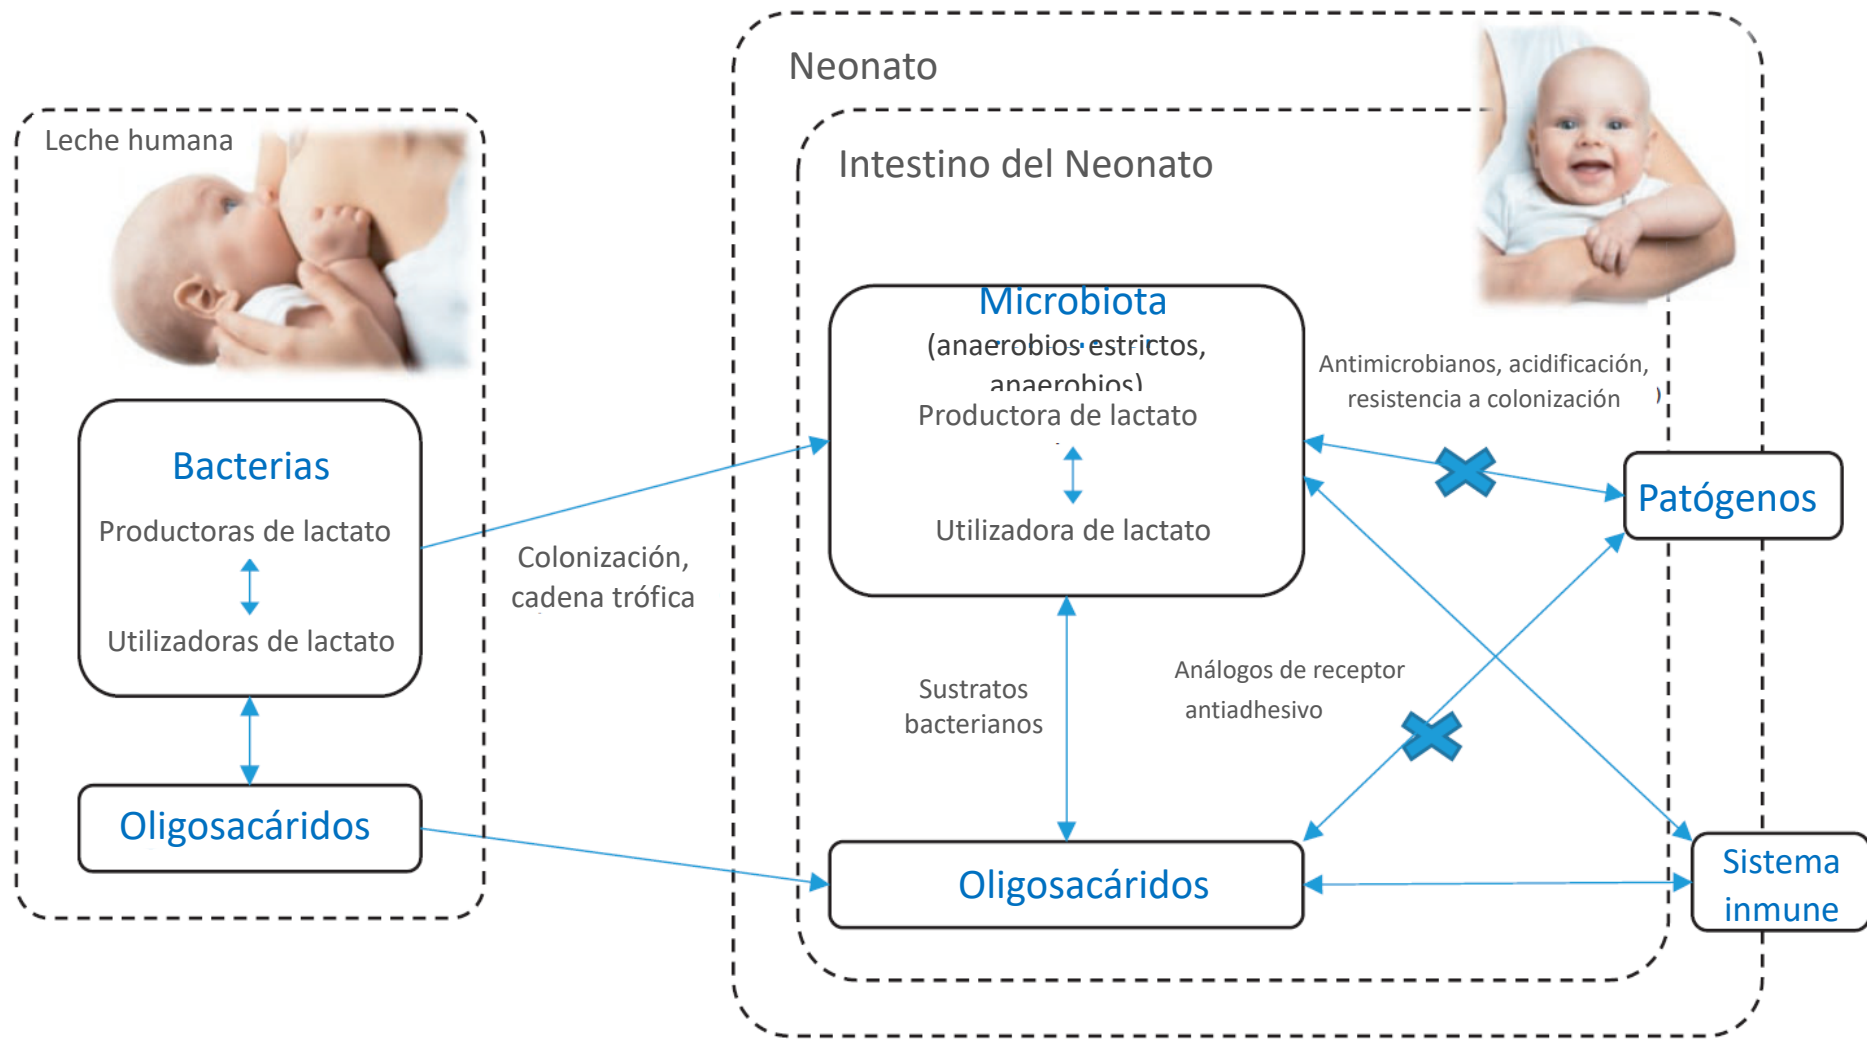 Neonato
Leche humana
Intestino del Neonato
Microbiota
(anaerobios estrictos,
anaerobios)
Productora de lactato
Utilizadora de lactato
Antimicrobianos, acidificación,
resistencia a colonización
Patógenos
Bacterias
Productoras de lactato
Utilizadoras de lactato
Colonización,
cadena trófica
Sustratos
bacterianos
Análogos de receptor
antiadhesivo
Oligosacáridos
Oligosacáridos
Sistema
inmune